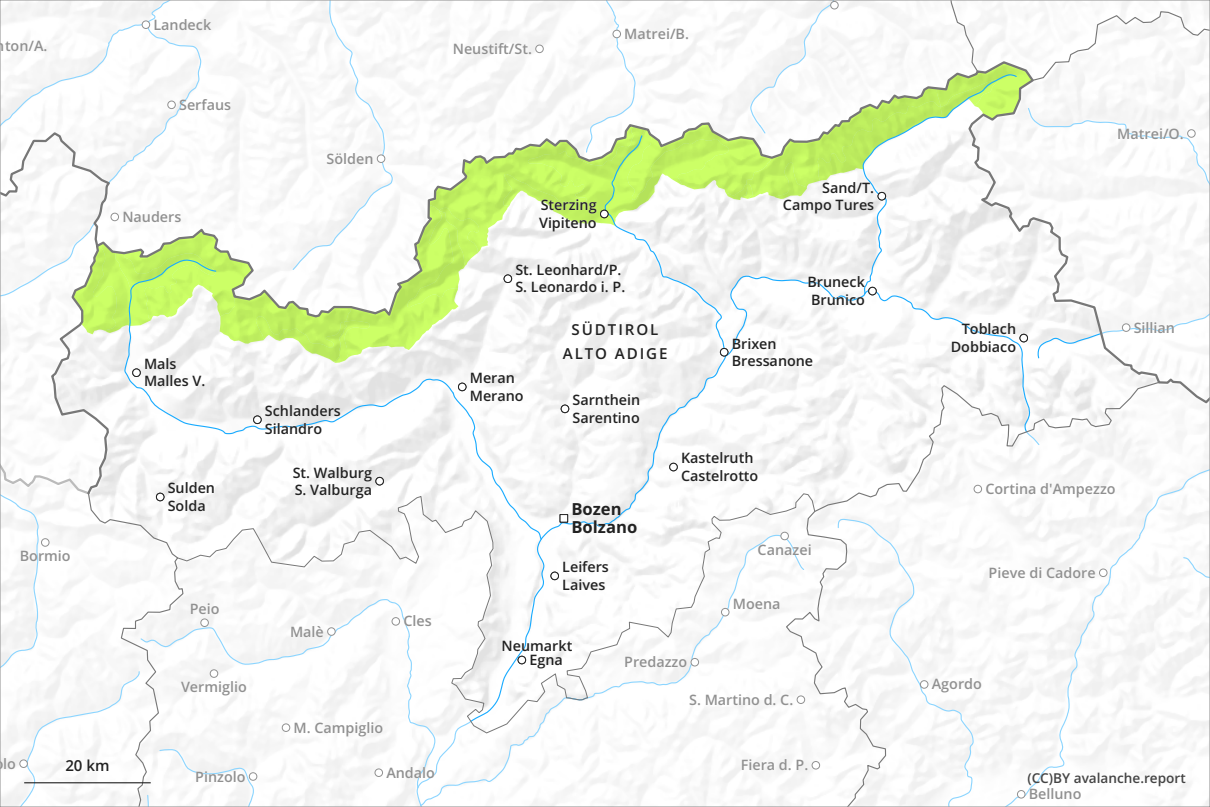 Landeck
nton/A.
Neustift/St.
Matrei/B.
Serfaus
Matrei/O.
Sölden
Nauders
Sand/T.
Campo Tures
Sterzing
Vipiteno
St. Leonhard/P.
S. Leonardo i. P.
Bruneck
Brunico
SÜDTIROL
ALTO ADIGE
Toblach
Dobbiaco
Sillian
Brixen
Bressanone
Mals
Malles V.
Meran
Merano
Sarnthein
Sarentino
Schlanders
Silandro
Kastelruth
Castelrotto
St. Walburg
S. Valburga
Sulden
Solda
Cortina d'Ampezzo
Bozen
Bolzano
Bormio
Canazei
Leifers
Laives
Pieve di Cadore
Peio
Moena
Malè
Cles
Neumarkt
Egna
Predazzo
Vermiglio
Agordo
S. Martino d. C.
M. Campiglio
olo
20 km
Pinzolo
Andalo
Fiera d. P.
(CC)BY avalanche.report
Belluno